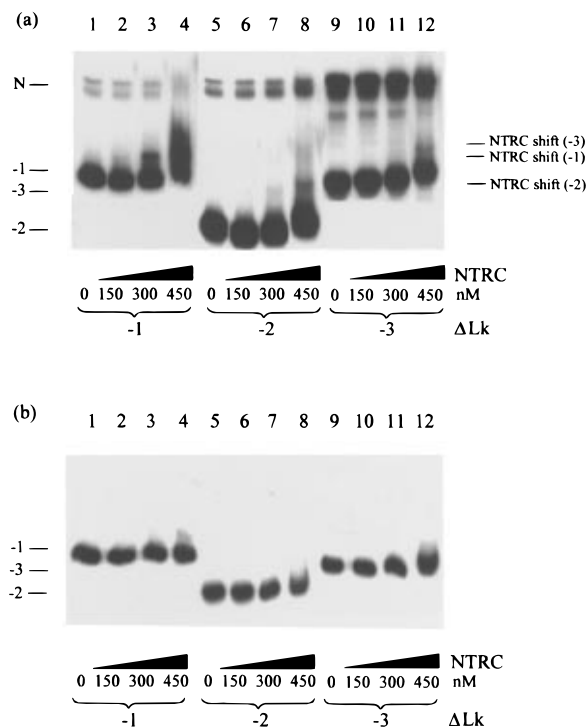 (a)
1 2 3 4 5 6 7 8 9 10 11 12
N
NTRC shift (-3)
NTRC shift (-1)
-1
-3
NTRC shift (-2)
-2
NTRC
0 150 300 450 0 150 300 450 0 150 300 450 nM
-1 -2 -3 ΔLk
(b)
1 2 3 4 5 6 7 8 9 10 11 12
-1
-3
-2
NTRC
0 150 300 450 0 150 300 450 0 150 300 450 nM
-1 -2 -3 ΔLk